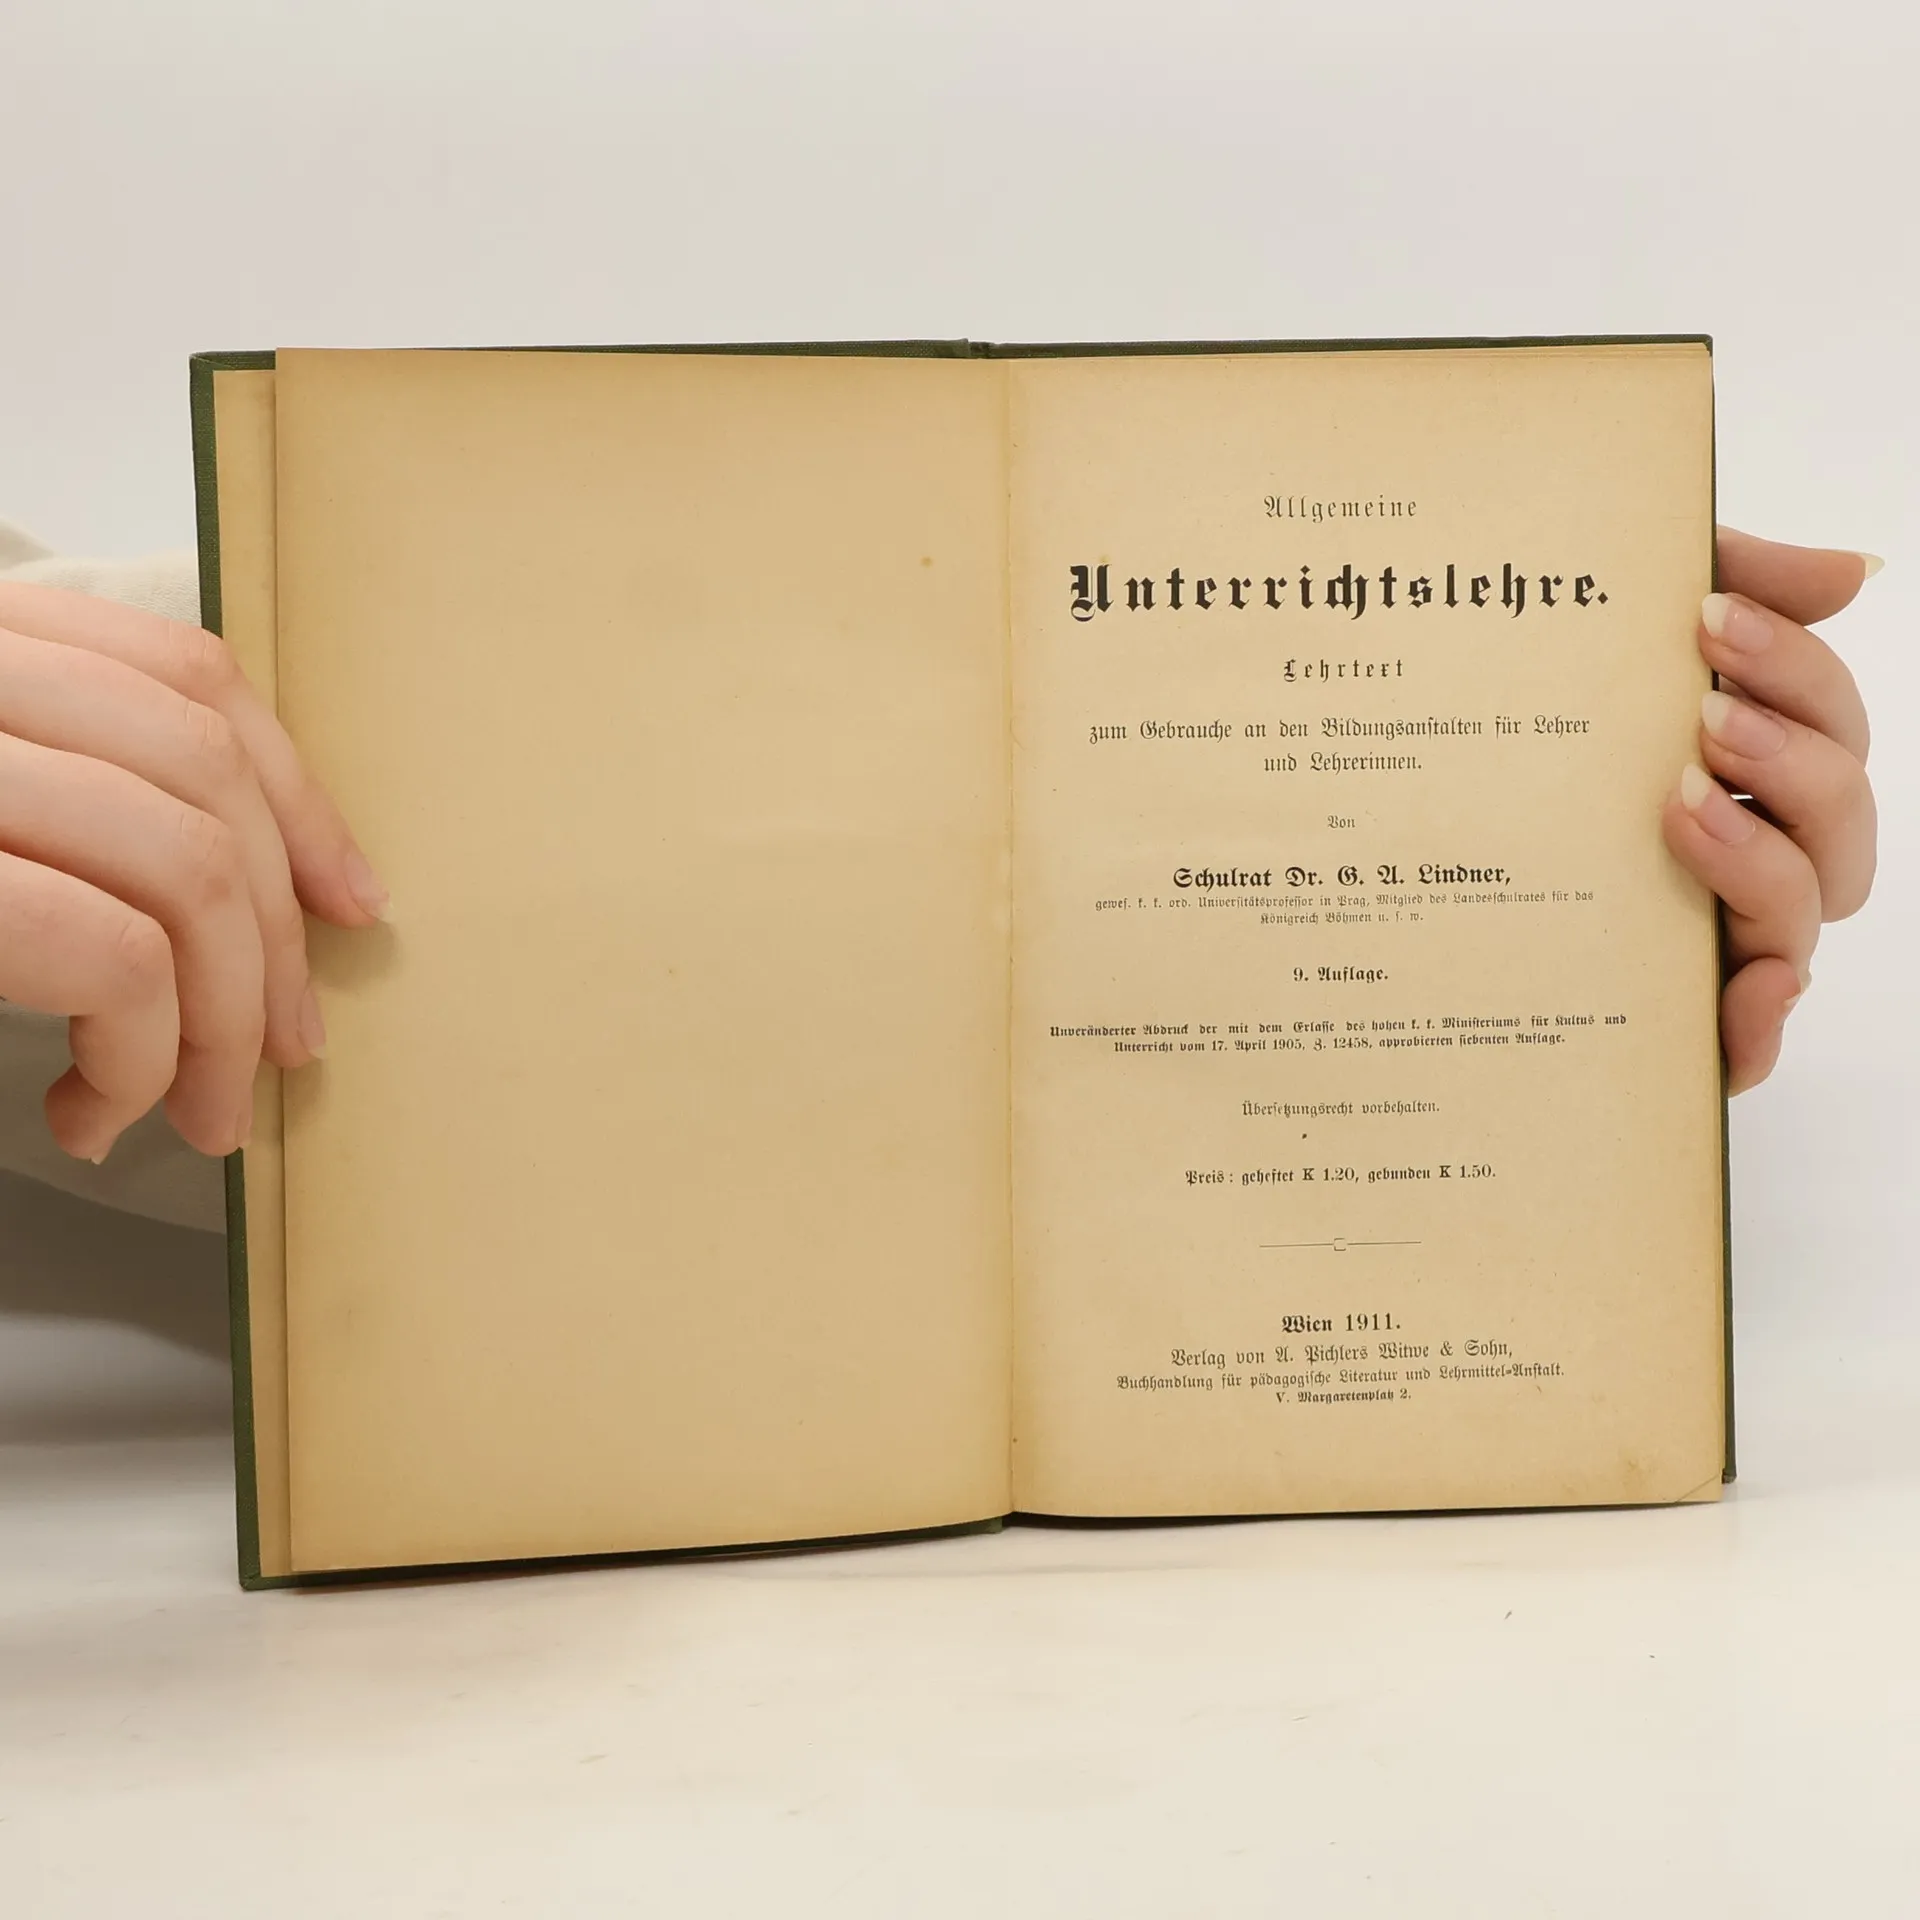 Allgemeine
Unterrichtslehre.
Lehrtext
zum Gebrauche an den Bildungsanstalten für Lehrer
und Lehrerinnen.
Von
Schulrat Dr. G. A. Lindner,
gewes. k. k. ord. Universitätsprofessor in Prag, Mitglied des Landesschulrates für das
Königreich Böhmen u. s. w.
9. Auflage.
Unveränderter Abdruck der mit dem Erlasse des hohen k. k. Ministeriums für Kultus und
Unterricht vom 17. April 1905, Z. 12458, approbierten siebenten Auflage.
Übersetzungsrecht vorbehalten.
Preis: geheftet K 1.20, gebunden K 1.50.
Wien 1911.
Verlag von A. Pichlers Witwe & Sohn,
Buchhandlung für pädagogische Literatur und Lehrmittel-Anstalt.
V. Margaretenplatz 2.